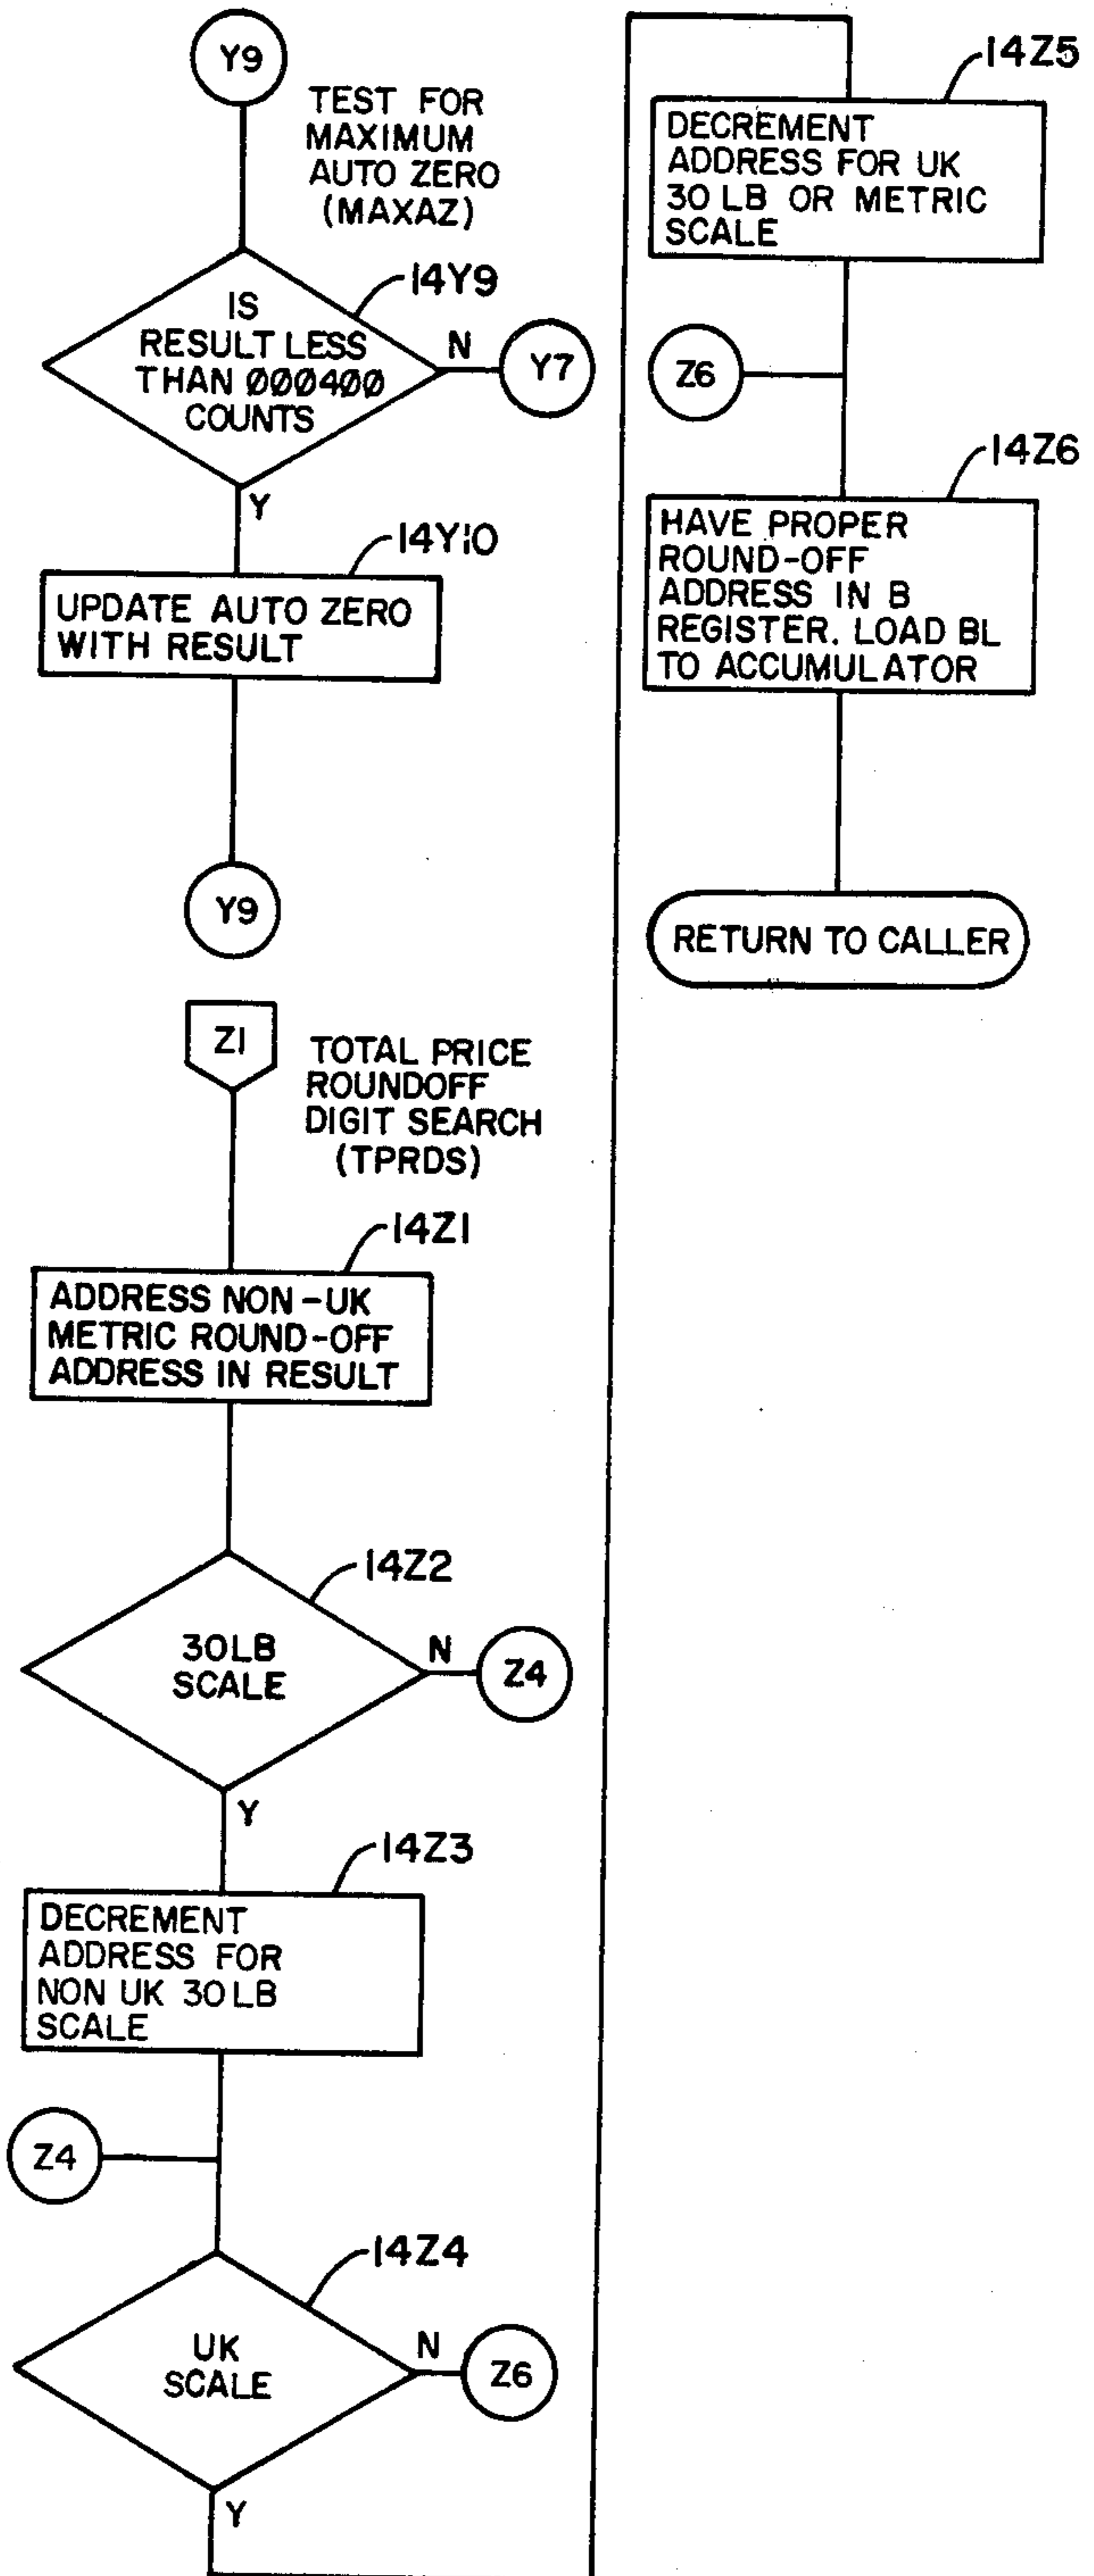 Y9
TEST FOR
MAXIMUM
AUTO ZERO
(MAXAZ)
14Y9
IS
RESULT LESS
THAN 000400
COUNTS
N
Y7
Y
14Y10
UPDATE AUTO ZERO
WITH RESULT
Y9
Z1
TOTAL PRICE
ROUNDOFF
DIGIT SEARCH
(TPRDS)
14Z1
ADDRESS NON-UK
METRIC ROUND-OFF
ADDRESS IN RESULT
14Z2
30LB
SCALE
N
Z4
Y
14Z3
DECREMENT
ADDRESS FOR
NON UK 30LB
SCALE
Z4
14Z4
UK
SCALE
N
Z6
Y
14Z5
DECREMENT
ADDRESS FOR UK
30 LB OR METRIC
SCALE
Z6
14Z6
HAVE PROPER
ROUND-OFF
ADDRESS IN B
REGISTER. LOAD BL
TO ACCUMULATOR
RETURN TO CALLER